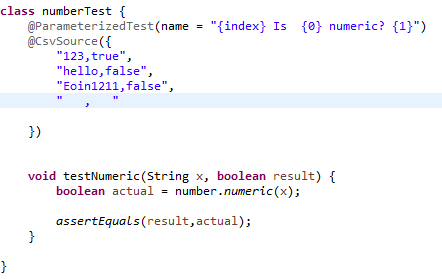 class numberTest {
    @ParameterizedTest(name = "{index} Is  {0} numeric? {1}")
    @CsvSource({
        "123,true",
        "hello,false",
        "Eoin1211,false",
        "   ,   "
    })
    void testNumeric(String x, boolean result) {
        boolean actual = number.numeric(x);
        assertEquals(result,actual);
    }
}